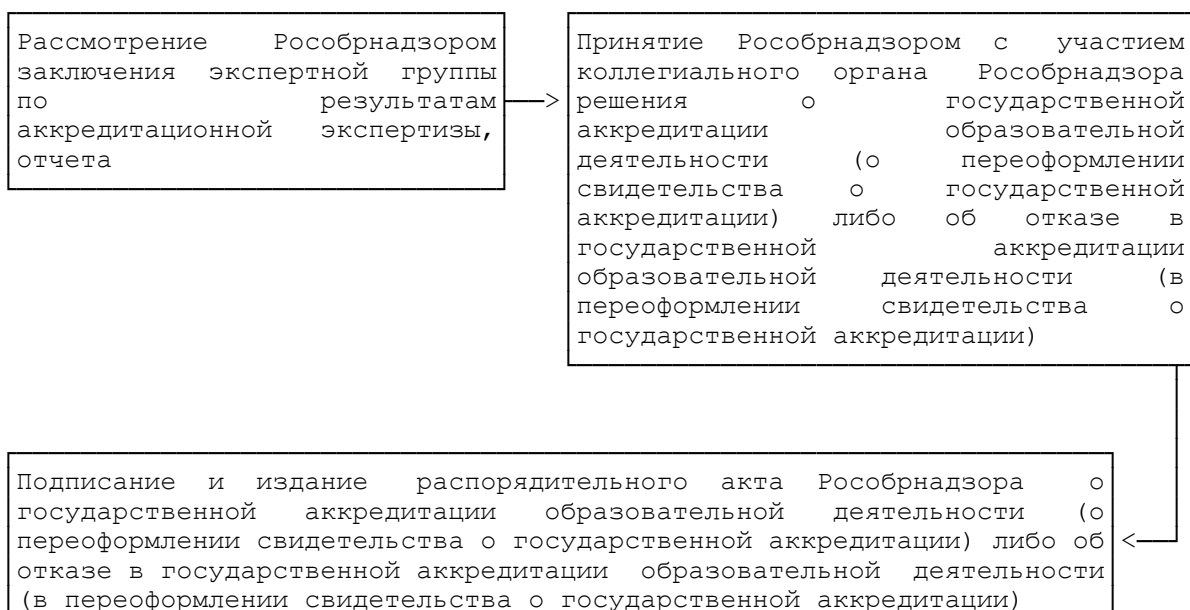 Рассмотрение Рособрнадзором
заключения экспертной группы
по результатам
аккредитационной экспертизы,
отчета
Принятие Рособрнадзором с участием
коллегиального органа Рособрнадзора
решения о государственной
аккредитации образовательной
деятельности (о переоформлении
свидетельства о государственной
аккредитации) либо об отказе в
государственной аккредитации
образовательной деятельности (в
переоформлении свидетельства о
государственной аккредитации)
Подписание и издание распорядительного акта Рособрнадзора о
государственной аккредитации образовательной деятельности (о
переоформлении свидетельства о государственной аккредитации) либо об
отказе в государственной аккредитации образовательной деятельности
(в переоформлении свидетельства о государственной аккредитации)